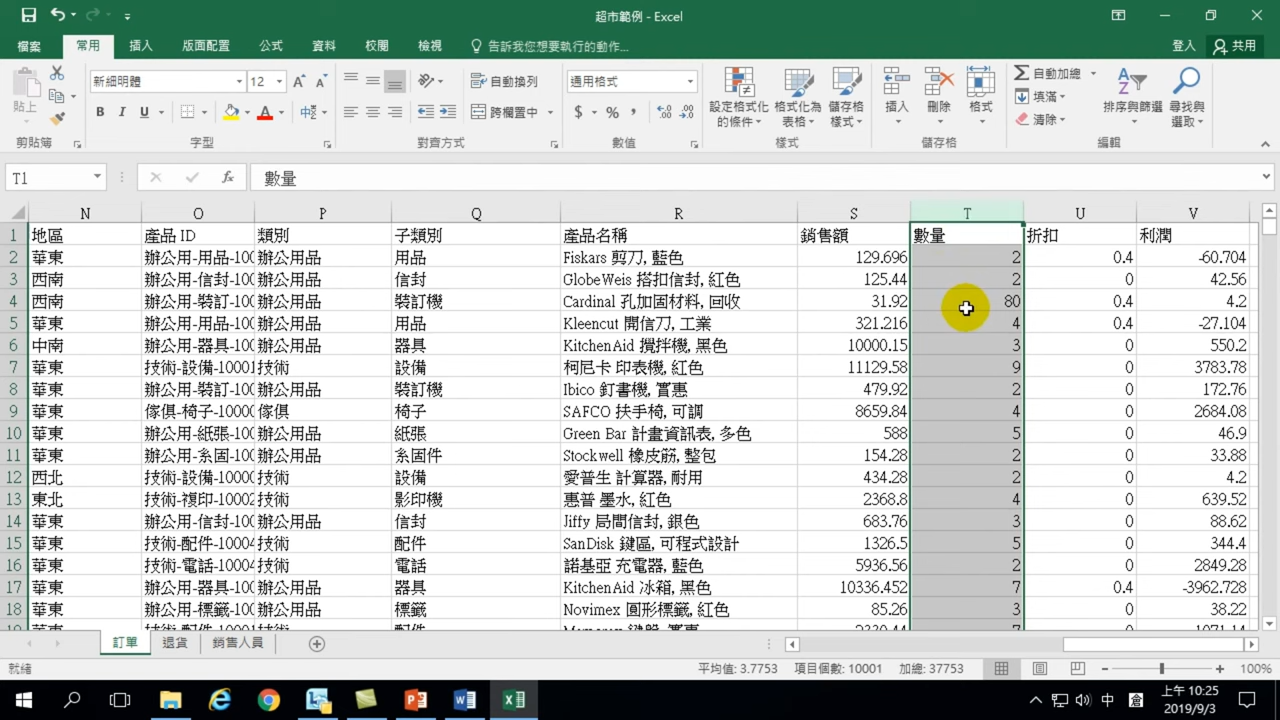 超市範例 - Excel
檔案 常用 插入 版面配置 公式 資料 校閱 檢視 告訴我您想要執行的動作... 登入 共用
貼上 新細明體 12 自動換列 通用格式 設定格式化的條件 格式化為表格 儲存格樣式 插入 刪除 格式 自動加總 填滿 清除 排序與篩選 尋找與選取
B I U 跨欄置中 $ %
剪貼簿 字型 對齊方式 數值 樣式 儲存格 編輯
T1 fx 數量
N O P Q R S T U V
1 地區 產品 ID 類別 子類別 產品名稱 銷售額 數量 折扣 利潤
2 華東 辦公用-用品-100 辦公用品 用品 Fiskars 剪刀, 藍色 129.696 2 0.4 -60.704
3 西南 辦公用-信封-100 辦公用品 信封 GlobeWeis 搭扣信封, 紅色 125.44 2 0 42.56
4 西南 辦公用-裝訂-100 辦公用品 裝訂機 Cardinal 孔加固材料, 回收 31.92 80 0.4 4.2
5 華東 辦公用-用品-100 辦公用品 用品 Kleencut 開信刀, 工業 321.216 4 0.4 -27.104
6 中南 辦公用-器具-100 辦公用品 器具 KitchenAid 攪拌機, 黑色 10000.15 3 0 550.2
7 華東 技術-設備-10001 技術 設備 柯尼卡 印表機, 紅色 11129.58 9 0 3783.78
8 華東 辦公用-裝訂-100 辦公用品 裝訂機 Ibico 釘書機, 實惠 479.92 2 0 172.76
9 華東 傢俱-椅子-10000 傢俱 椅子 SAFCO 扶手椅, 可調 8659.84 4 0 2684.08
10 華東 辦公用-紙張-100 辦公用品 紙張 Green Bar 計畫資訊表, 多色 588 5 0 46.9
11 華東 辦公用-糸固-100 辦公用品 糸固件 Stockwell 橡皮筋, 整包 154.28 2 0 33.88
12 西北 技術-設備-10000 技術 設備 愛普生 計算器, 耐用 434.28 2 0 4.2
13 東北 技術-複印-10002 技術 影印機 惠普 墨水, 紅色 2368.8 4 0 639.52
14 華東 辦公用-信封-100 辦公用品 信封 Jiffy 局間信封, 銀色 683.76 3 0 88.62
15 華東 技術-配件-10004 技術 配件 SanDisk 鍵區, 可程式設計 1326.5 5 0 344.4
16 華東 技術-電話-10004 技術 電話 諾基亞 充電器, 藍色 5936.56 2 0 2849.28
17 華東 辦公用-器具-100 辦公用品 器具 KitchenAid 冰箱, 黑色 10336.452 7 0.4 -3962.728
18 華東 辦公用-標籤-100 辦公用品 標籤 Novimex 圓形標籤, 紅色 85.26 3 0 38.22
訂單 退貨 銷售人員
就緒 平均值: 3.7753 項目個數: 10001 加總: 37753 100%
中 上午 10:25
2019/9/3